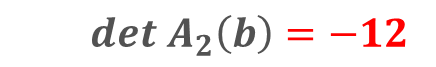 det A₂(b) = −12